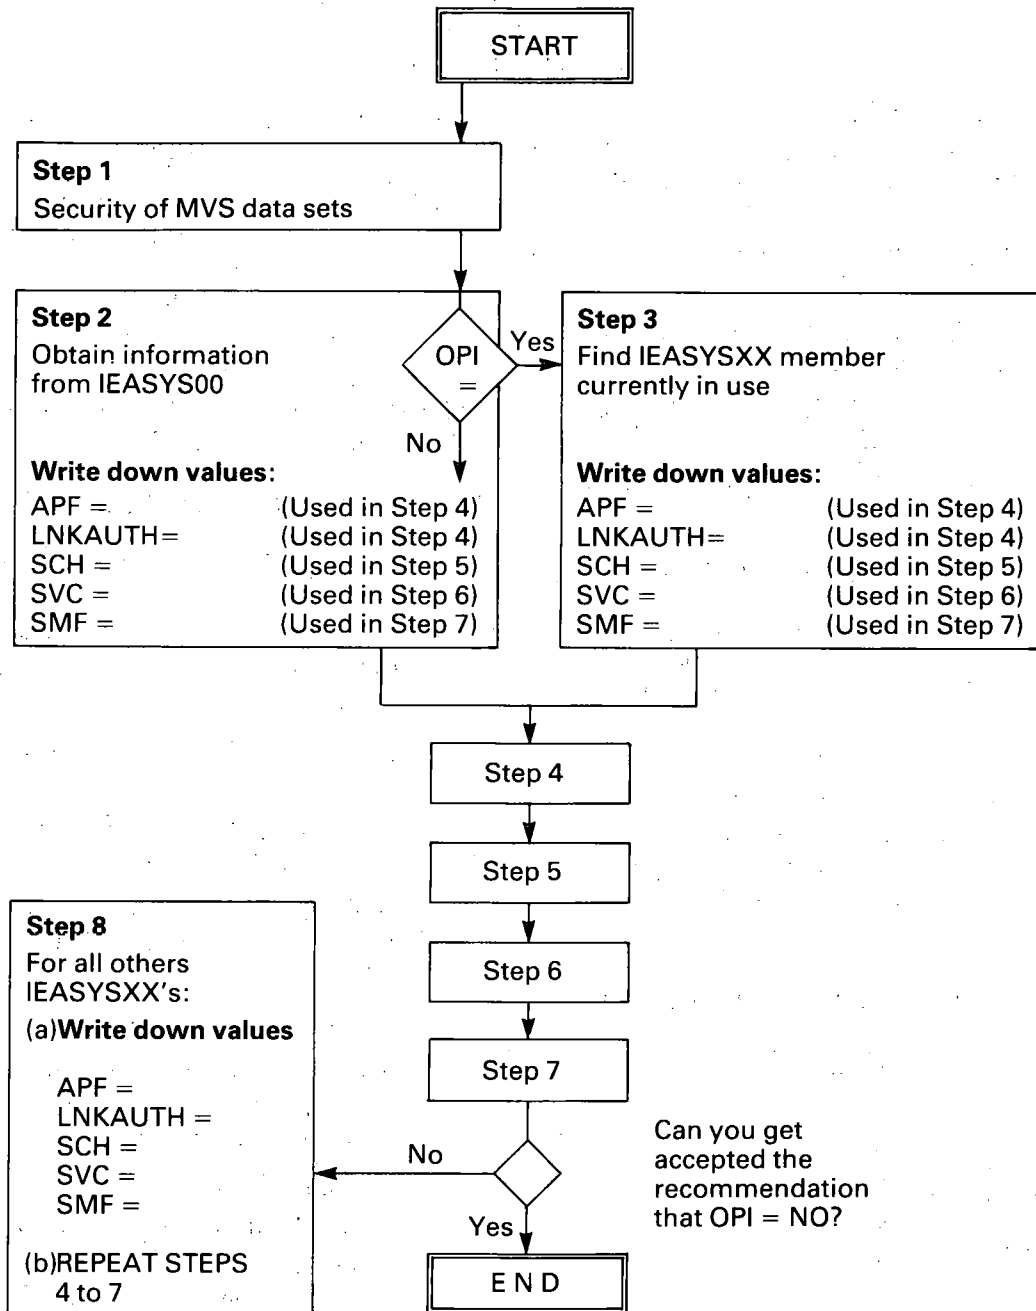 START
Step 1
Security of MVS data sets
Step 2
Obtain information
from IEASYS00
OPI
=
Yes
No
Write down values:
APF = (Used in Step 4)
LNKAUTH= (Used in Step 4)
SCH = (Used in Step 5)
SVC = (Used in Step 6)
SMF = (Used in Step 7)
Step 3
Find IEASYSXX member
currently in use
Write down values:
APF = (Used in Step 4)
LNKAUTH= (Used in Step 4)
SCH = (Used in Step 5)
SVC = (Used in Step 6)
SMF = (Used in Step 7)
Step 4
Step 5
Step 6
Step 7
Can you get
accepted the
recommendation
that OPI = NO?
No
Yes
Step 8
For all others
IEASYSXX's:
(a)Write down values
APF =
LNKAUTH =
SCH =
SVC =
SMF =
(b)REPEAT STEPS
4 to 7
E N D